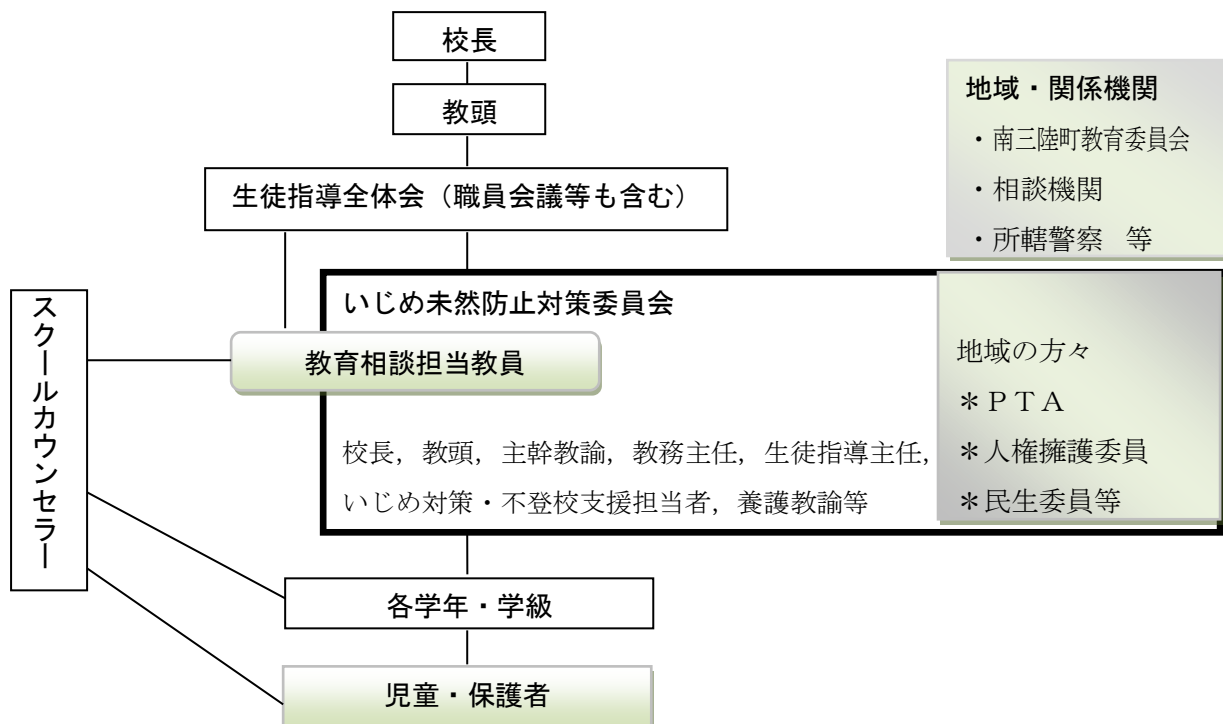 校長
教頭
生徒指導全体会（職員会議等も含む）
地域・関係機関
・南三陸町教育委員会
・相談機関
・所轄警察　等
スクールカウンセラー
いじめ未然防止対策委員会
教育相談担当教員
校長，教頭，主幹教諭，教務主任，生徒指導主任，
いじめ対策・不登校支援担当者，養護教諭等
地域の方々
＊ＰＴＡ
＊人権擁護委員
＊民生委員等
各学年・学級
児童・保護者